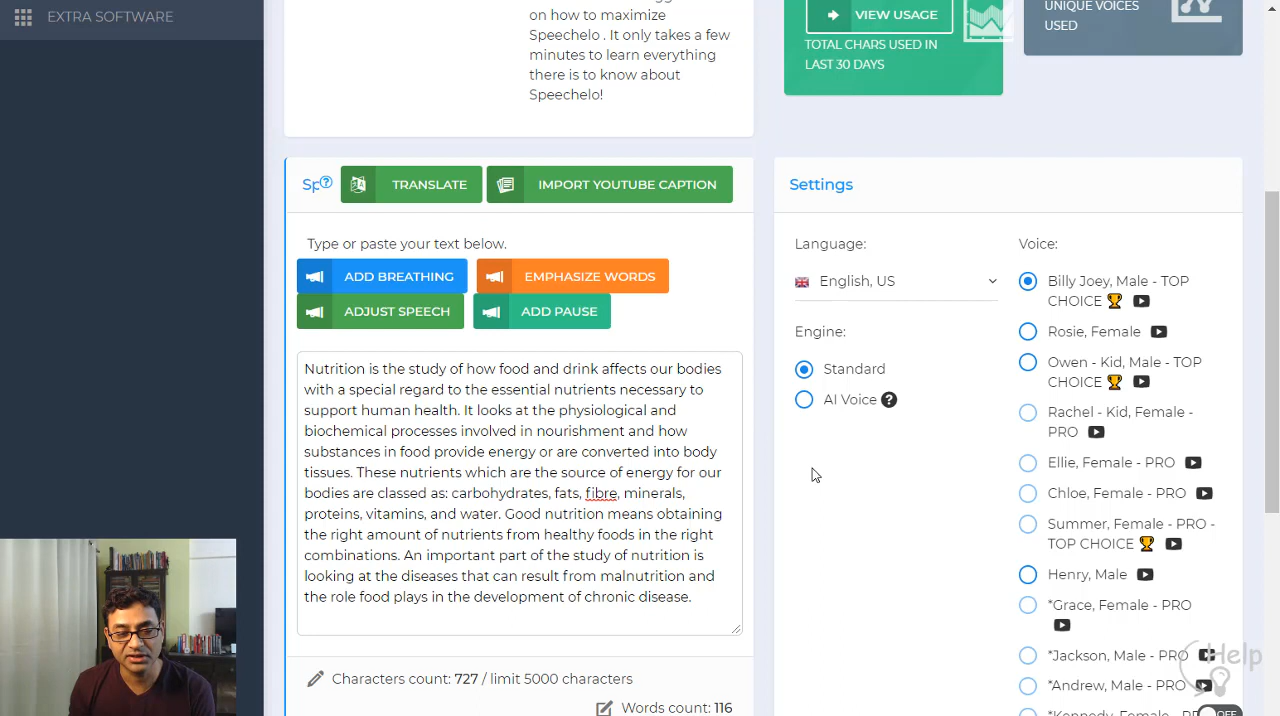 EXTRA SOFTWARE
on how to maximize
Speechelo . It only takes a few
minutes to learn everything
there is to know about
Speechelo!
VIEW USAGE
TOTAL CHARS USED IN
LAST 30 DAYS
UNIQUE VOICES
USED
TRANSLATE
IMPORT YOUTUBE CAPTION
Type or paste your text below.
ADD BREATHING
EMPHASIZE WORDS
ADJUST SPEECH
ADD PAUSE
Nutrition is the study of how food and drink affects our bodies
with a special regard to the essential nutrients necessary to
support human health. It looks at the physiological and
biochemical processes involved in nourishment and how
substances in food provide energy or are converted into body
tissues. These nutrients which are the source of energy for our
bodies are classed as: carbohydrates, fats, fibre, minerals,
proteins, vitamins, and water. Good nutrition means obtaining
the right amount of nutrients from healthy foods in the right
combinations. An important part of the study of nutrition is
looking at the diseases that can result from malnutrition and
the role food plays in the development of chronic disease.
Characters count: 727 / limit 5000 characters
Words count: 116
Settings
Language:
English, US
Engine:
Standard
AI Voice
Voice:
Billy Joey, Male - TOP
CHOICE
Rosie, Female
Owen - Kid, Male - TOP
CHOICE
Rachel - Kid, Female -
PRO
Ellie, Female - PRO
Chloe, Female - PRO
Summer, Female - PRO -
TOP CHOICE
Henry, Male
*Grace, Female - PRO
*Jackson, Male - PRO
*Andrew, Male - PRO
*Kennedy, Female
Help
OFF